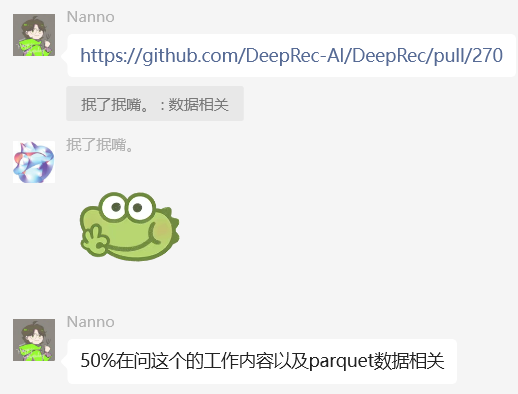 Nanno
https://github.com/DeepRec-AI/DeepRec/pull/270
抿了抿嘴。 : 数据相关
抿了抿嘴。
Nanno
50%在问这个的工作内容以及parquet数据相关